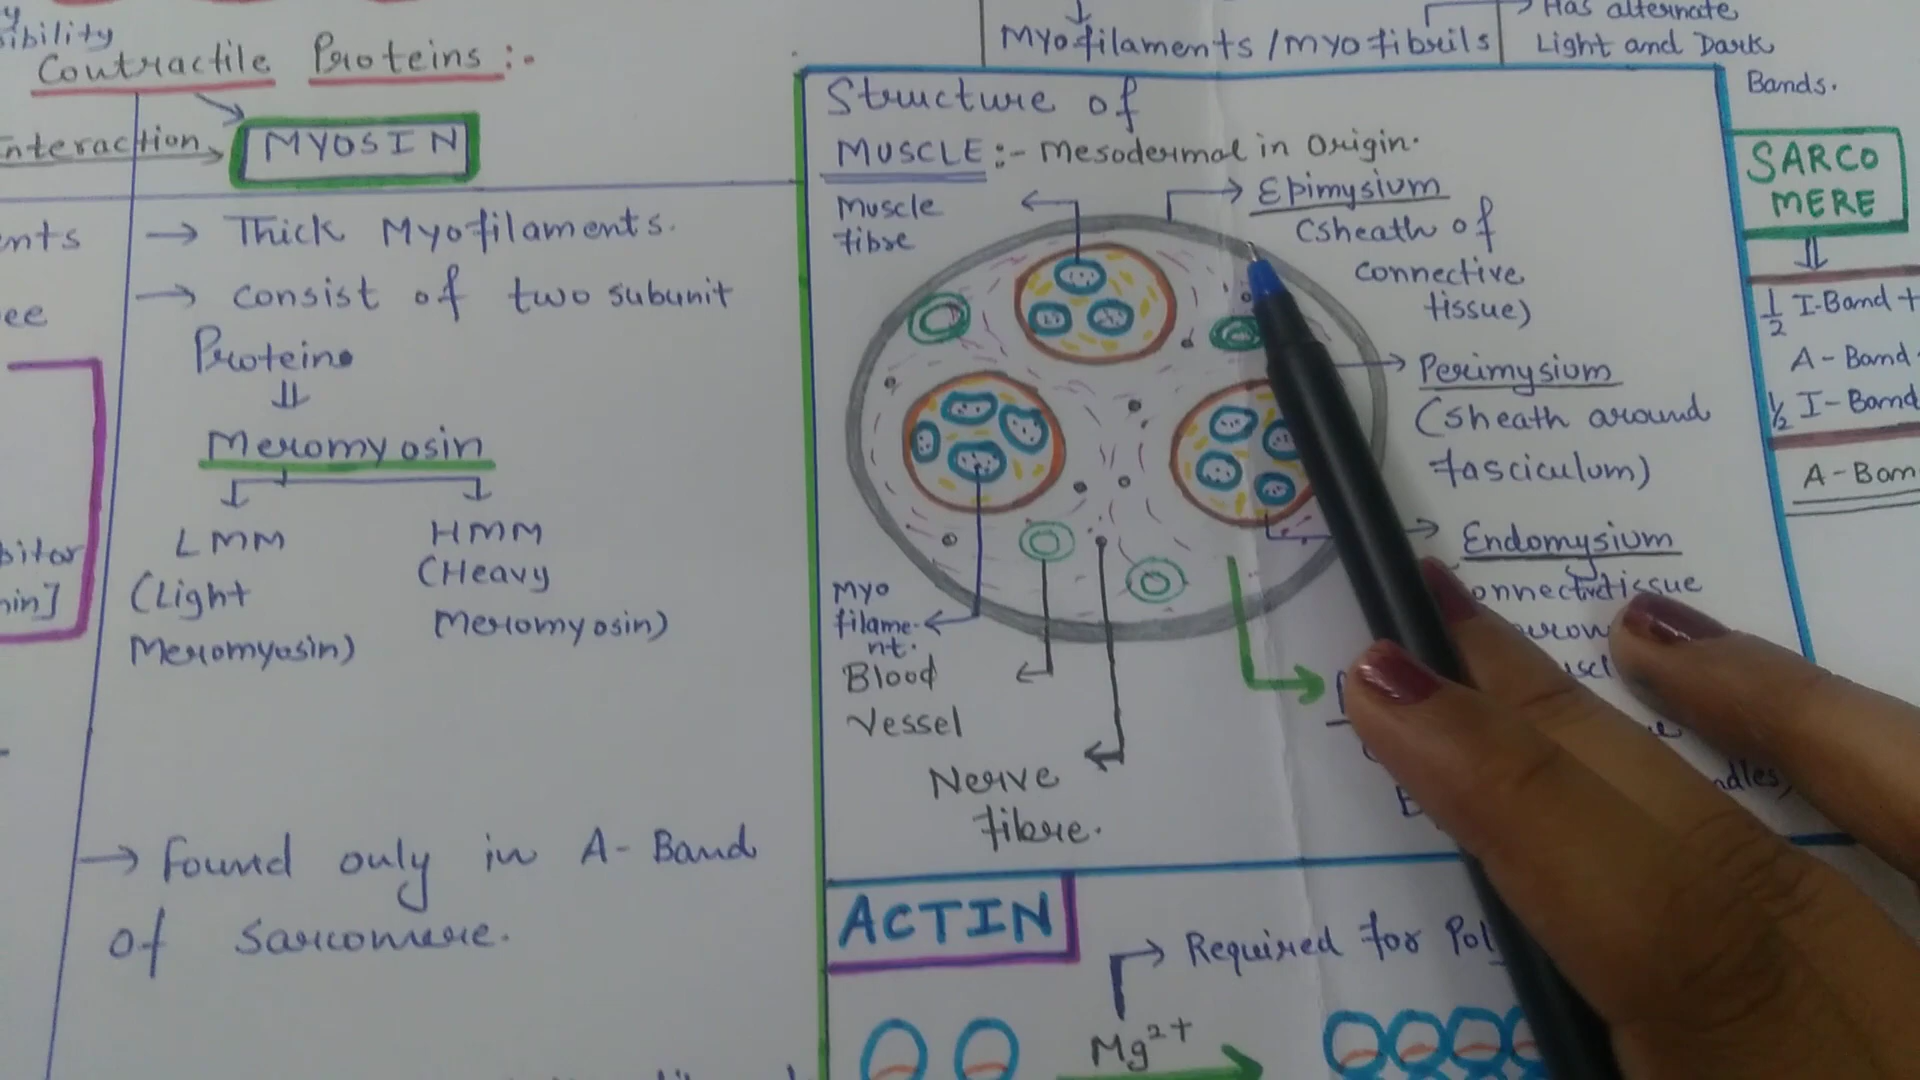 Contractile Proteins :-
MYOSIN
→ Thick Myofilaments.
→ consist of two subunit
Proteins
Meromyosin
LMM
(Light
Meromyosin)
HMM
(Heavy
Meromyosin)
→ Found only in A-Band
of Sarcomere.
Myofilaments/myofibrils
Has alternate
Light and Dark
Bands.
Structure of
MUSCLE :- Mesodermal in Origin.
Muscle
fibre
Epimysium
(sheath of
connective
tissue)
Perimysium
(sheath around
fasciculum)
Endomysium
tissue
Myo
filame-
nt.
Blood
Vessel
Nerve
fibre.
SARCO
MERE
1/2 I-Band +
A-Band
1/2 I-Band
ACTIN
→ Required for
Mg2+